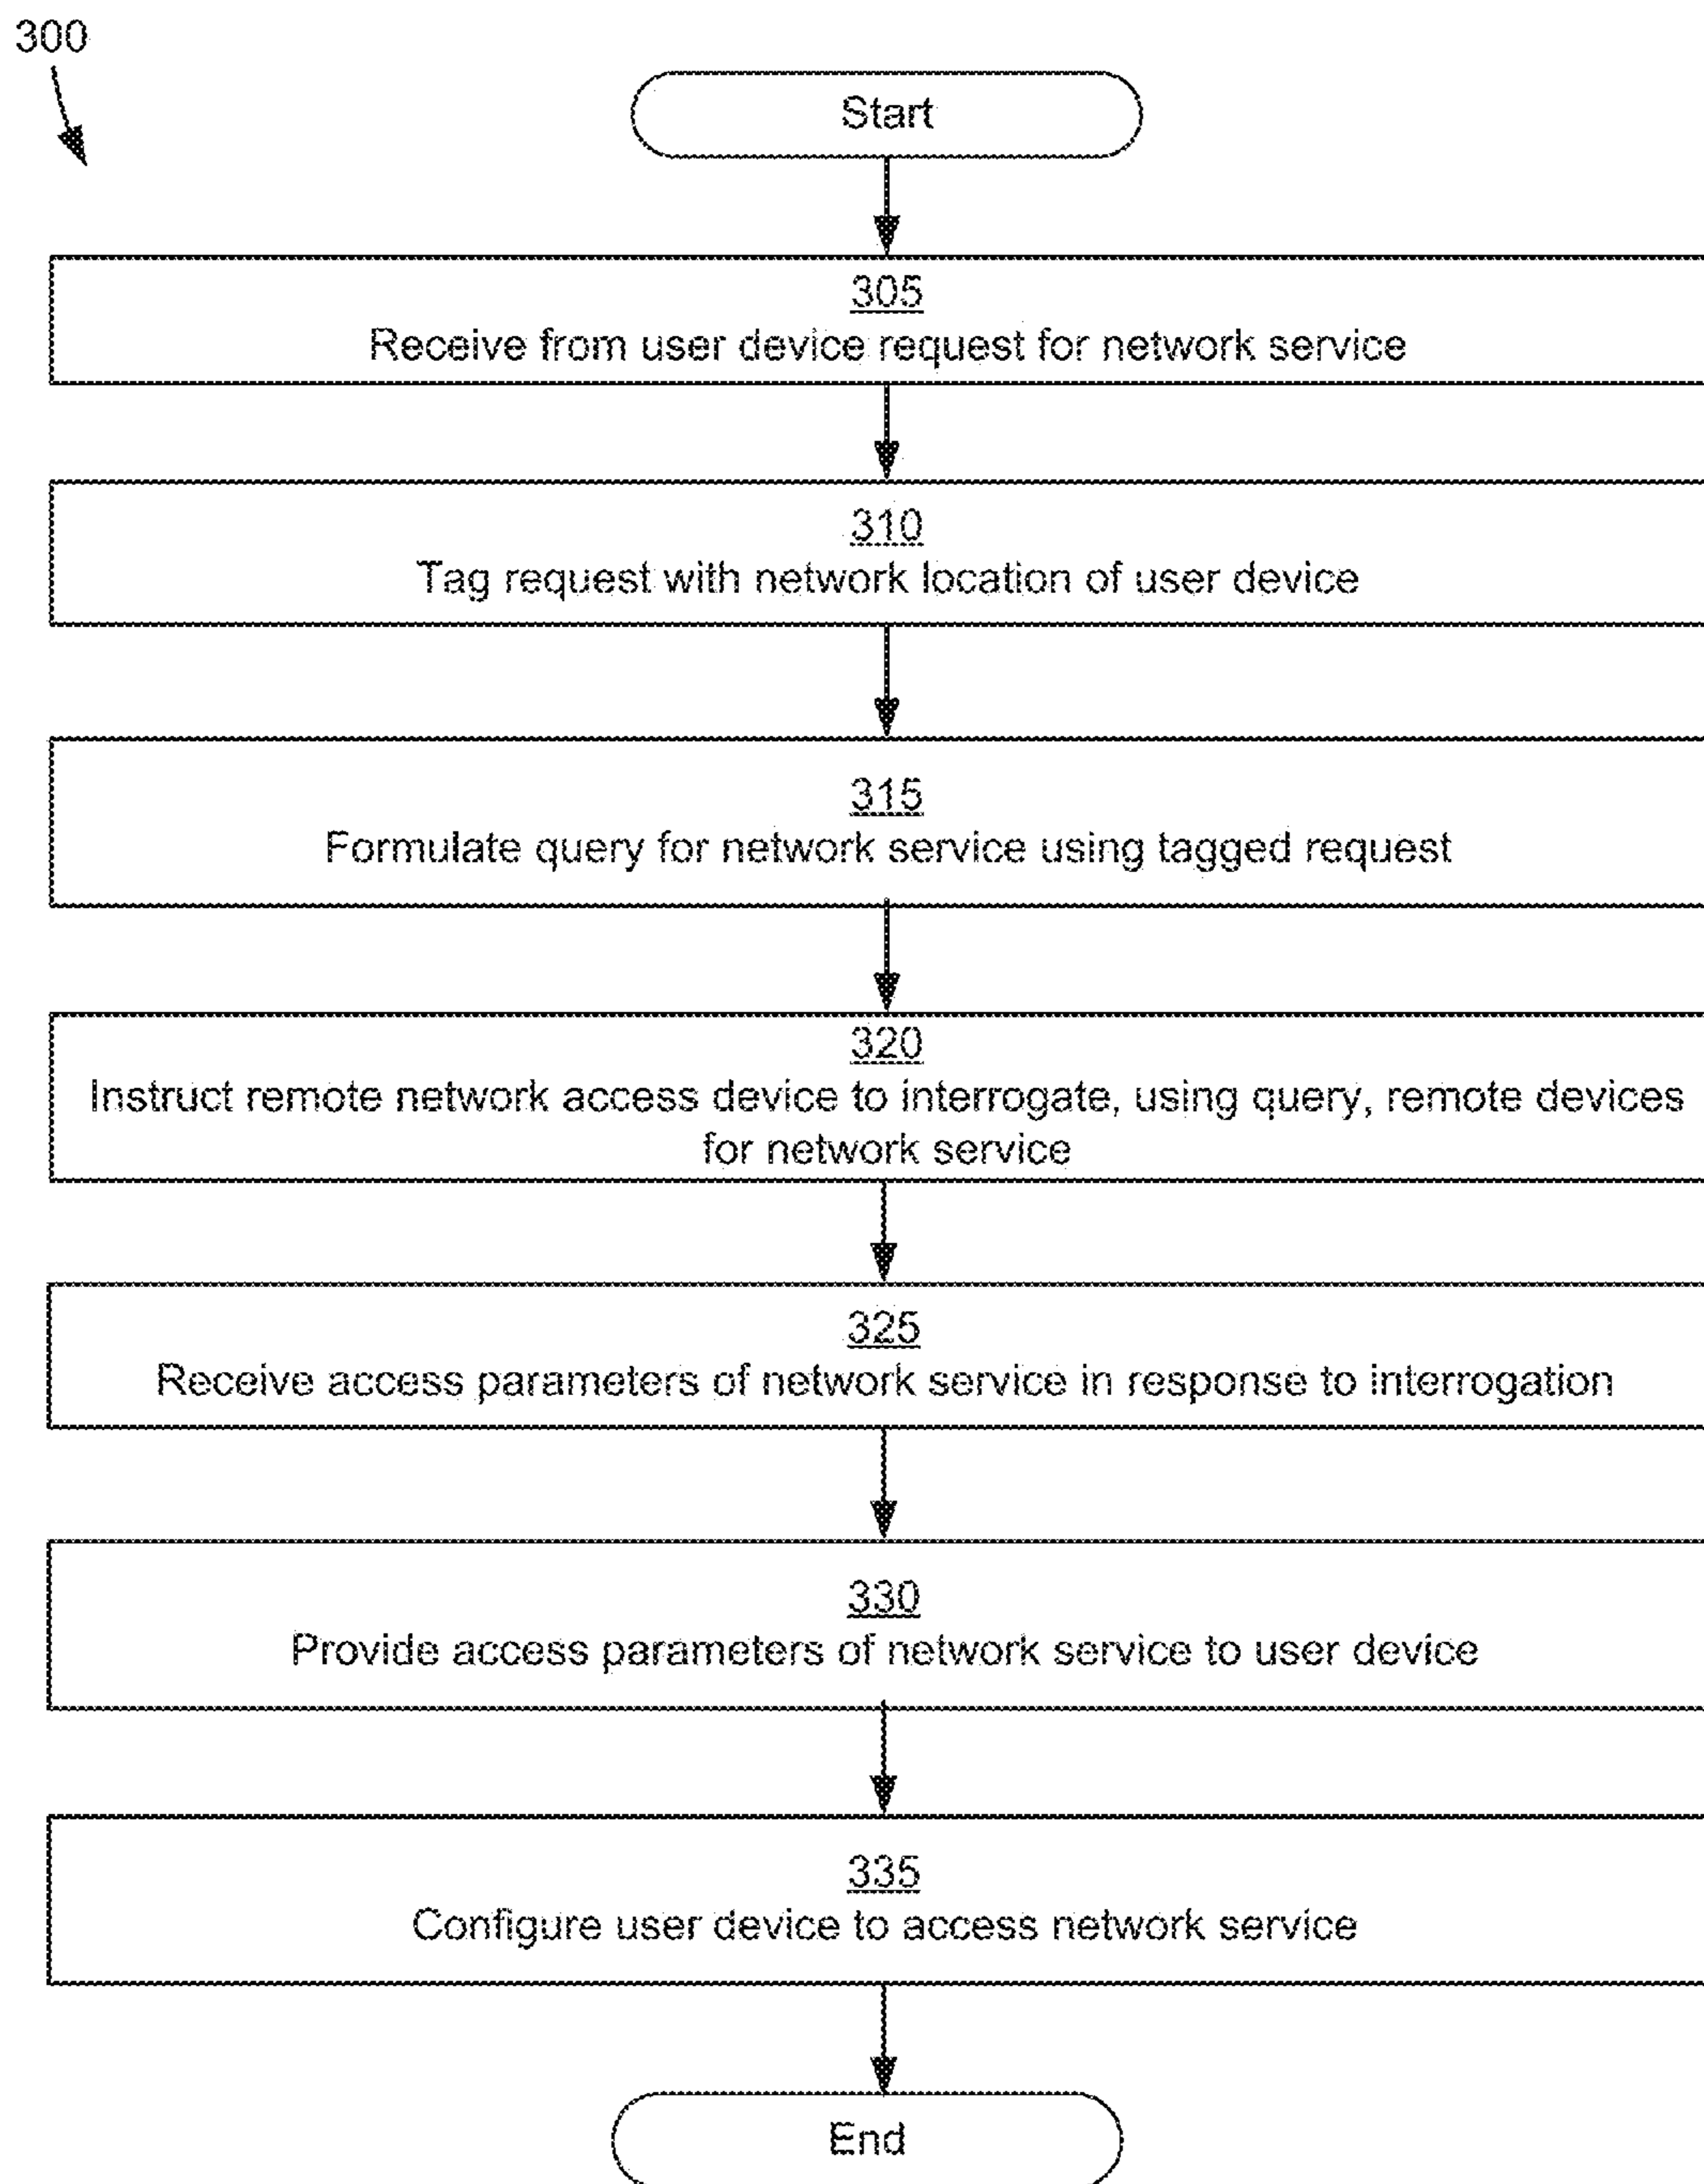 300
Start
305
Receive from user device request for network service
310
Tag request with network location of user device
315
Formulate query for network service using tagged request
320
Instruct remote network access device to interrogate, using query, remote devices
for network service
325
Receive access parameters of network service in response to interrogation
330
Provide access parameters of network service to user device
335
Configure user device to access network service
End